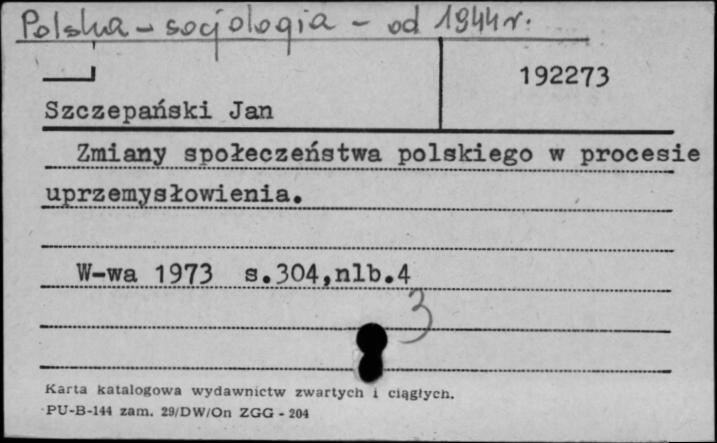 Polska - socjologia - od 1944 r.
192273
Szczepański Jan
Zmiany społeczeństwa polskiego w procesie
uprzemysłowienia.
W-wa 1973 s.304,nlb.4
3
Karta katalogowa wydawnictw zwartych i ciągłych.
PU-B-144 zam. 29/DW/On ZGG - 204